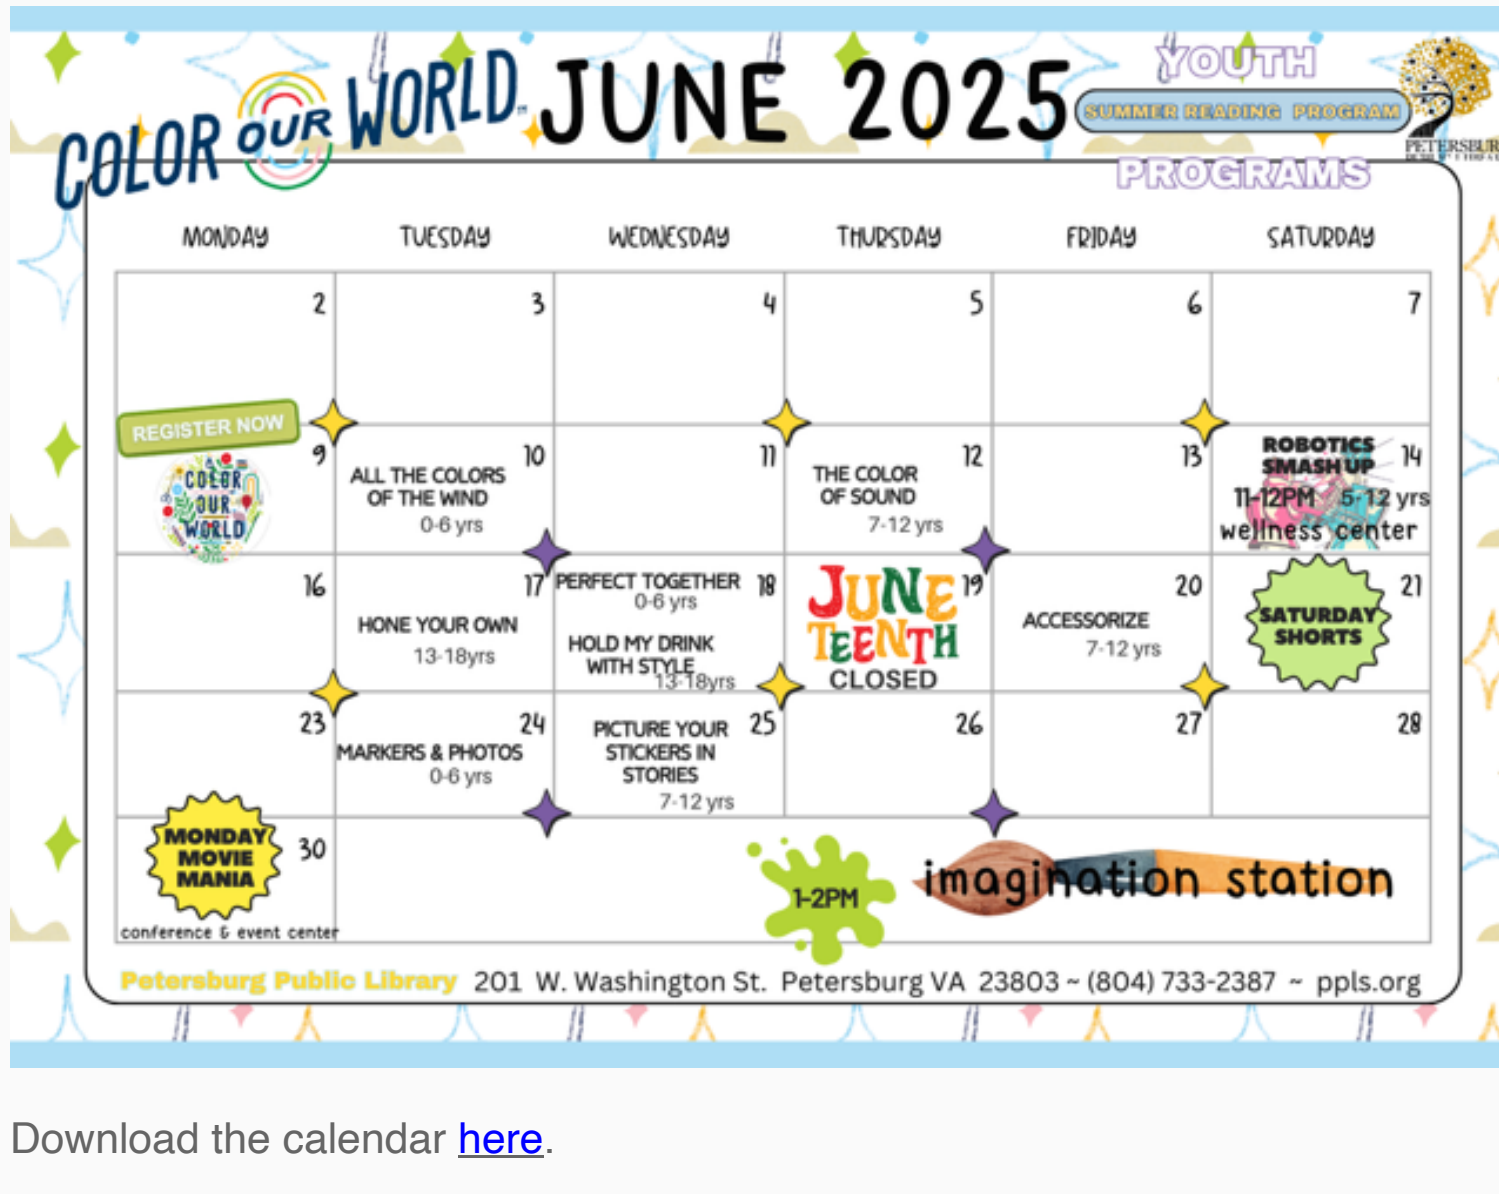 COLOR OUR WORLD™ JUNE 2025
YOUTH
SUMMER READING PROGRAM
PROGRAMS
MONDAY TUESDAY WEDNESDAY THURSDAY FRIDAY SATURDAY
2 3 4 5 6 7
REGISTER NOW
9
COLOR
OUR
WORLD
10
ALL THE COLORS
OF THE WIND
0-6 yrs
11
12
THE COLOR
OF SOUND
7-12 yrs
13
ROBOTICS
SMASH UP
14
11-12PM 5-12 yrs
wellness center
16
17
HONE YOUR OWN
13-18yrs
PERFECT TOGETHER 18
0-6 yrs
HOLD MY DRINK
WITH STYLE
13-18yrs
JUNE 19
TEENTH
CLOSED
20
ACCESSORIZE
7-12 yrs
21
SATURDAY
SHORTS
23
24
MARKERS & PHOTOS
0-6 yrs
PICTURE YOUR 25
STICKERS IN
STORIES
7-12 yrs
26
27
28
MONDAY
MOVIE
MANIA
30
conference & event center
1-2PM
imagination station
Petersburg Public Library 201 W. Washington St. Petersburg VA 23803 ~ (804) 733-2387 ~ ppls.org
Download the calendar here.